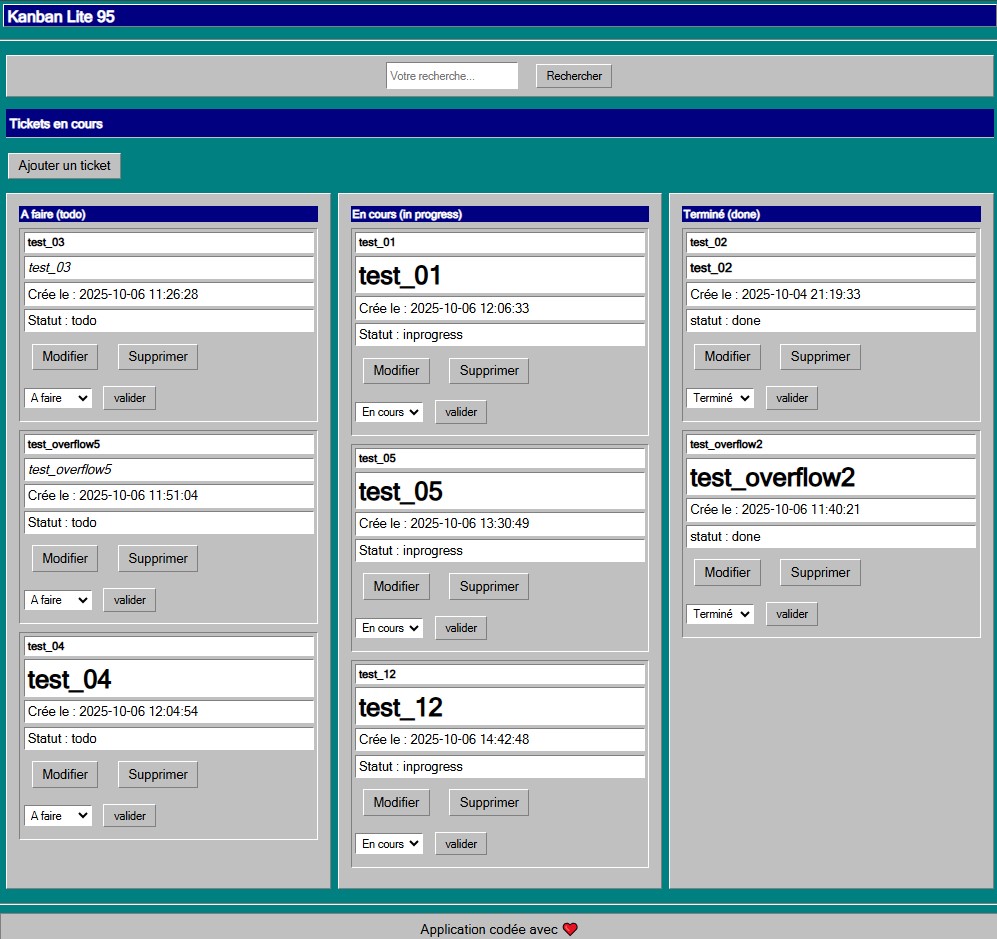 Kanban Lite 95
Votre recherche...
Rechercher
Tickets en cours
Ajouter un ticket
A faire (todo)
test_03
test_03
Crée le : 2025-10-06 11:26:28
Statut : todo
Modifier Supprimer
A faire valider
test_overflow5
test_overflow5
Crée le : 2025-10-06 11:51:04
Statut : todo
Modifier Supprimer
A faire valider
test_04
test_04
Crée le : 2025-10-06 12:04:54
Statut : todo
Modifier Supprimer
A faire valider
En cours (in progress)
test_01
test_01
Crée le : 2025-10-06 12:06:33
Statut : inprogress
Modifier Supprimer
En cours valider
test_05
test_05
Crée le : 2025-10-06 13:30:49
Statut : inprogress
Modifier Supprimer
En cours valider
test_12
test_12
Crée le : 2025-10-06 14:42:48
Statut : inprogress
Modifier Supprimer
En cours valider
Terminé (done)
test_02
test_02
Crée le : 2025-10-04 21:19:33
statut : done
Modifier Supprimer
Terminé valider
test_overflow2
test_overflow2
Crée le : 2025-10-06 11:40:21
statut : done
Modifier Supprimer
Terminé valider
Application codée avec ❤️